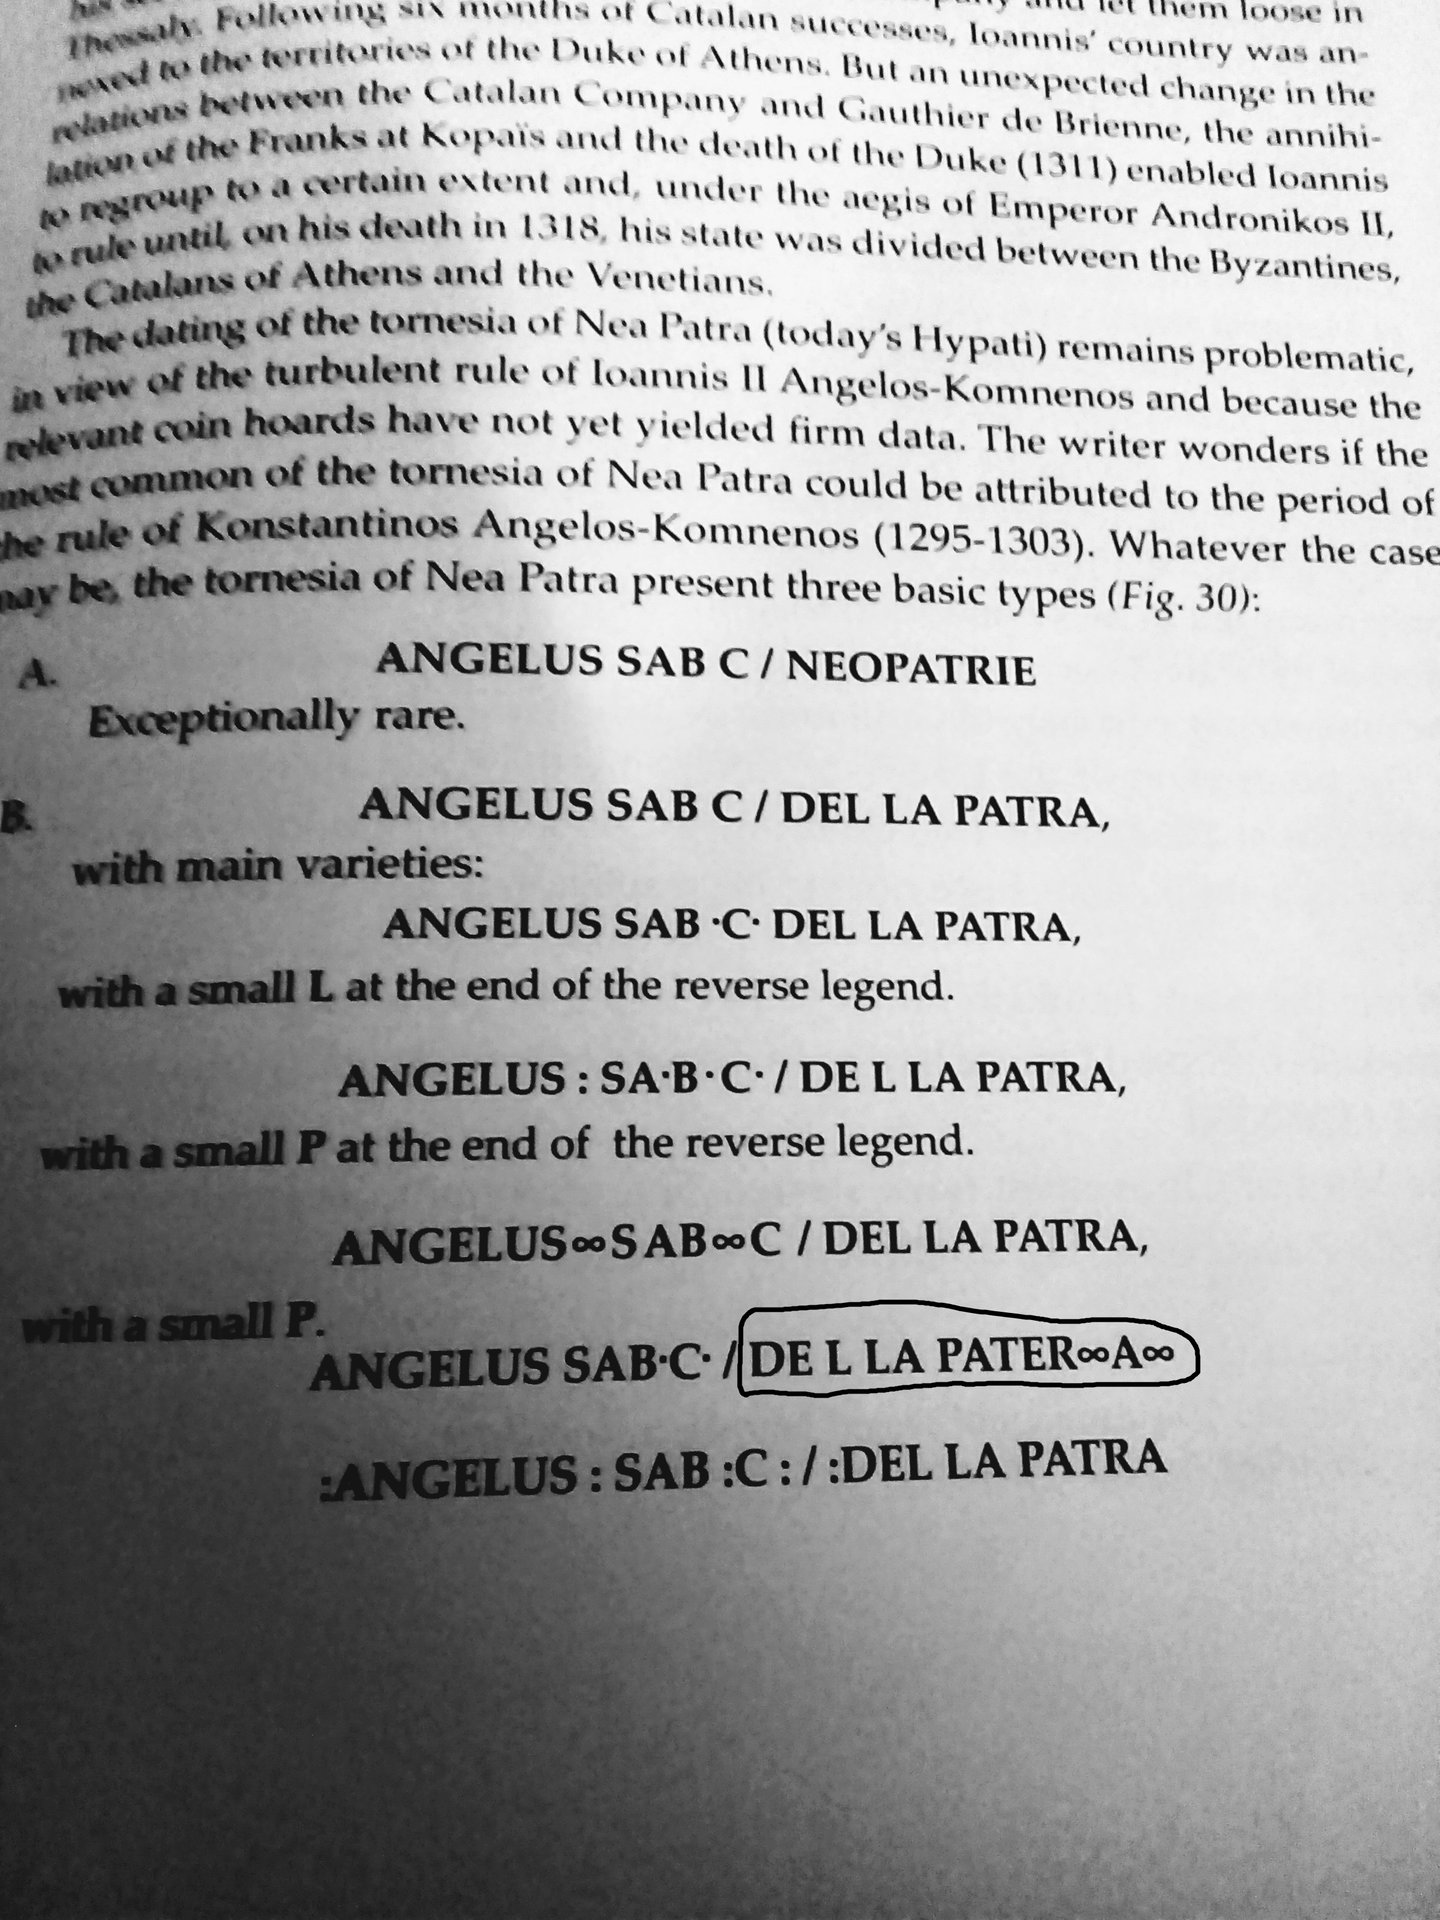 and let them loose in
Thessaly. Following six months of Catalan successes, Ioannis' country was an-
nexed to the territories of the Duke of Athens. But an unexpected change in the
relations between the Catalan Company and Gauthier de Brienne, the annihi-
lation of the Franks at Kopaïs and the death of the Duke (1311) enabled Ioannis
to regroup to a certain extent and, under the aegis of Emperor Andronikos II,
to rule until, on his death in 1318, his state was divided between the Byzantines,
the Catalans of Athens and the Venetians.
The dating of the tornesia of Nea Patra (today's Hypati) remains problematic,
in view of the turbulent rule of Ioannis II Angelos-Komnenos and because the
relevant coin hoards have not yet yielded firm data. The writer wonders if the
most common of the tornesia of Nea Patra could be attributed to the period of
the rule of Konstantinos Angelos-Komnenos (1295-1303). Whatever the case
may be, the tornesia of Nea Patra present three basic types (Fig. 30):
A. ANGELUS SAB C / NEOPATRIE
Exceptionally rare.
B. ANGELUS SAB C / DEL LA PATRA,
with main varieties:
ANGELUS SAB ·C· DEL LA PATRA,
with a small L at the end of the reverse legend.
ANGELUS : SA·B·C· / DE L LA PATRA,
with a small P at the end of the reverse legend.
ANGELUS∞SAB∞C / DEL LA PATRA,
with a small P.
ANGELUS SAB·C· / DE L LA PATER∞A∞
:ANGELUS : SAB :C : / :DEL LA PATRA